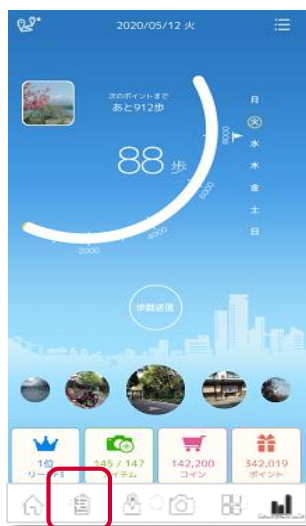 2020/05/12 火
次のポイントまで
あと912歩
88 歩
月
火
水
木
金
土
日
8000
6000
4000
2000
歩数送信
1位
145 / 147
アイテム
142,200
コイン
342,019
ポイント